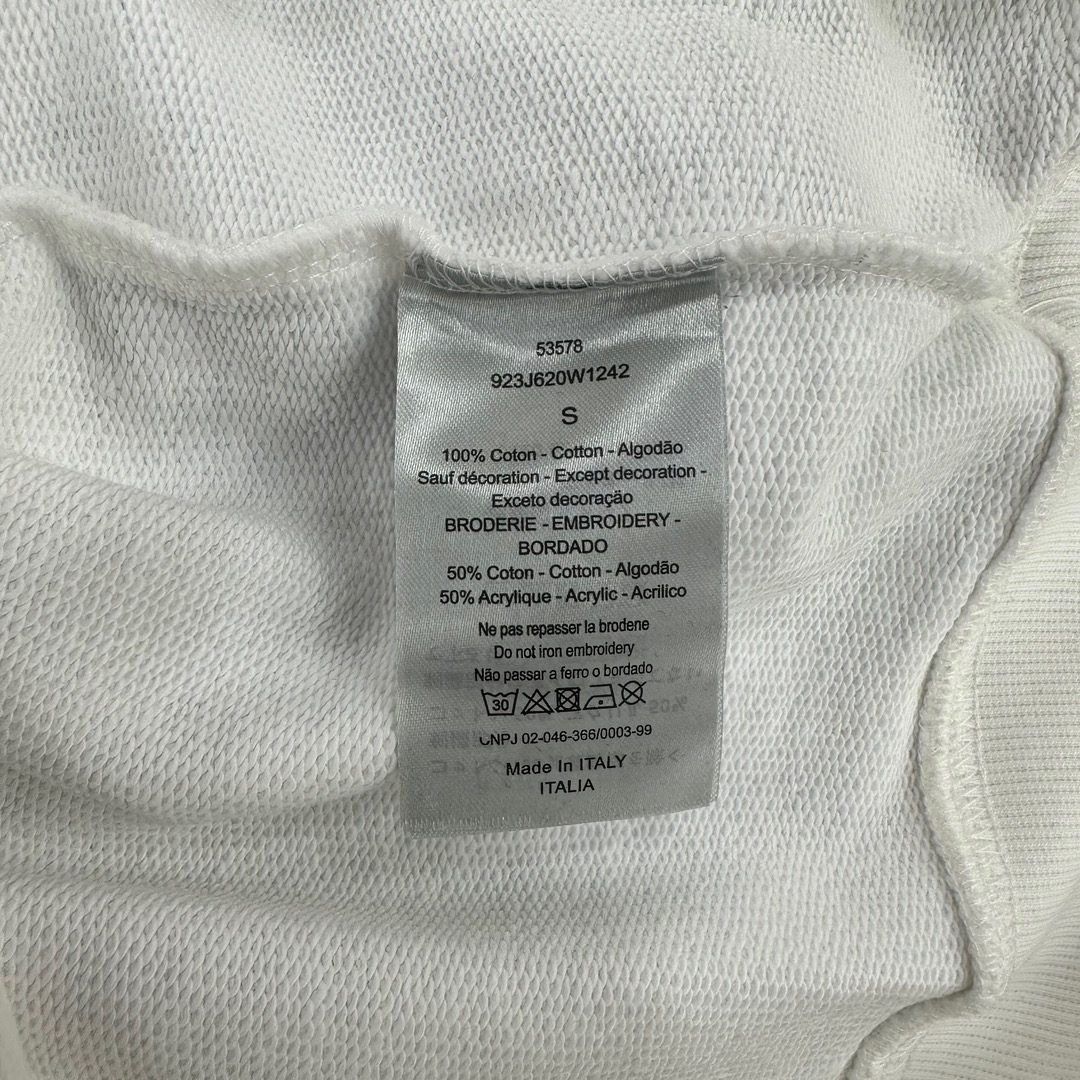 53578
923J620W1242
S
100% Coton - Cotton - Algodão
Sauf décoration - Except decoration -
Exceto decoração
BRODERIE - EMBROIDERY -
BORDADO
50% Coton - Cotton - Algodão
50% Acrylique - Acrylic - Acrilico
Ne pas repasser la brodene
Do not iron embroidery
Não passar a ferro o bordado
30
CNPJ 02-046-366/0003-99
Made In ITALY
ITALIA